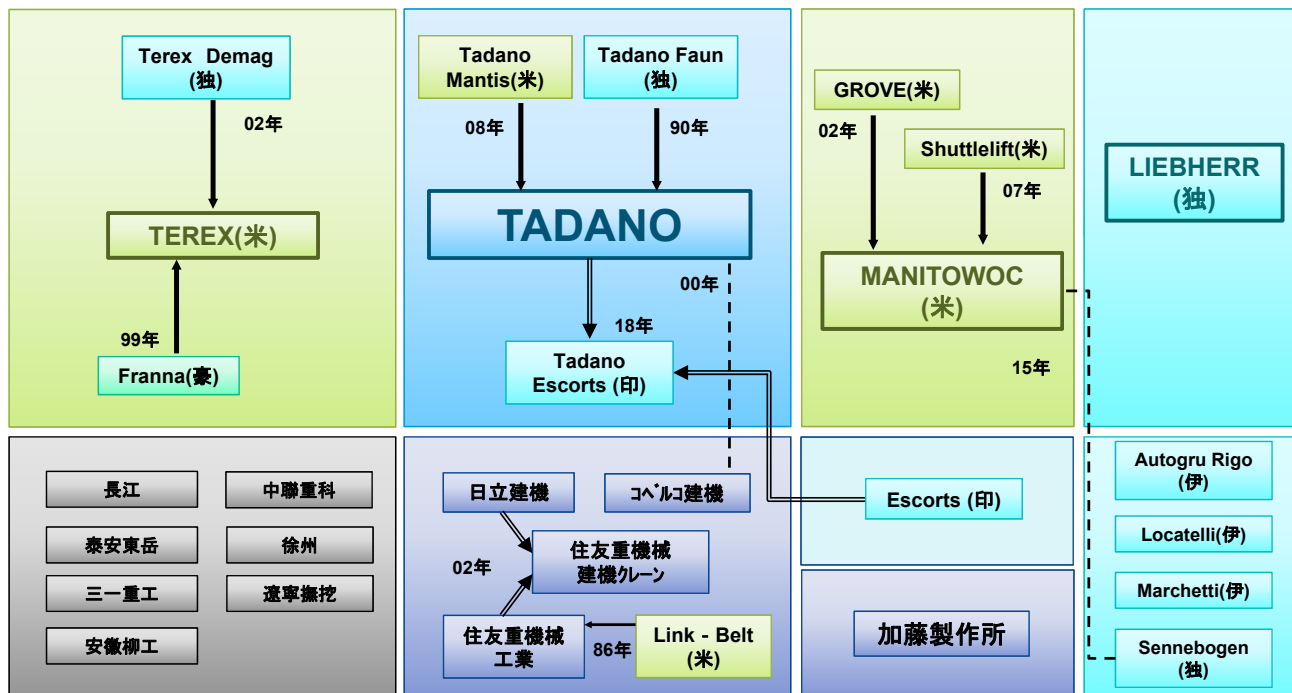 Terex Demag
(独)
02年
TEREX(米)
99年
Franna(豪)
Tadano
Mantis(米)
Tadano Faun
(独)
08年
90年
TADANO
00年
18年
Tadano
Escorts (印)
GROVE(米)
02年
Shuttlelift(米)
07年
MANITOWOC
(米)
15年
LIEBHERR
(独)
長江
中聯重科
泰安東岳
徐州
三一重工
遼寧撫挖
安徽柳工
日立建機
コベルコ建機
住友重機械
建機クレーン
02年
住友重機械
工業
86年
Link - Belt
(米)
Escorts (印)
加藤製作所
Autogru Rigo
(伊)
Locatelli(伊)
Marchetti(伊)
Sennebogen
(独)